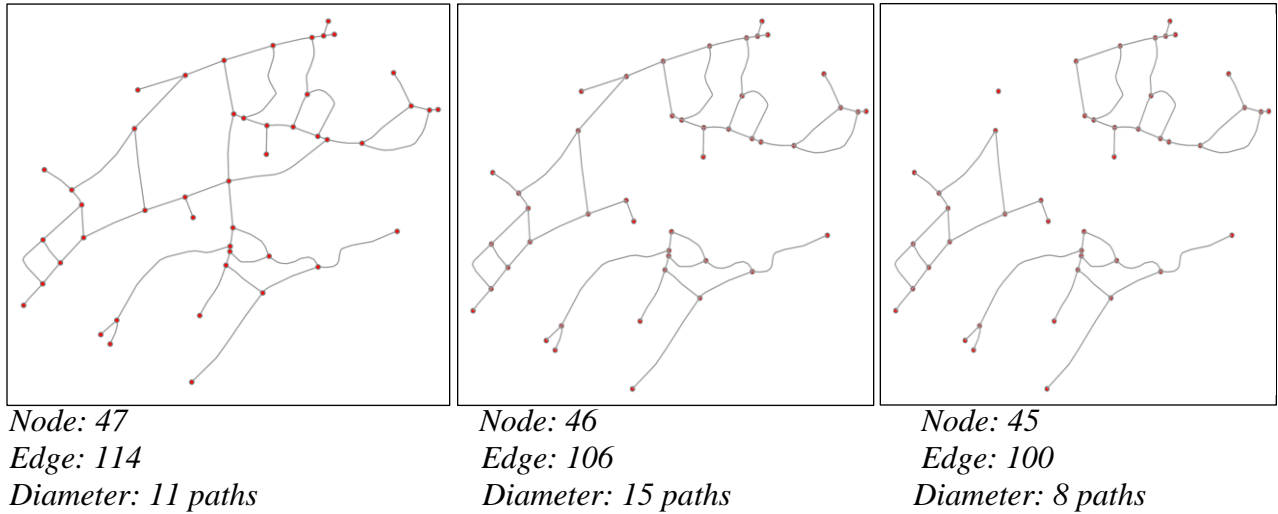 Node: 47
Edge: 114
Diameter: 11 paths
Node: 46
Edge: 106
Diameter: 15 paths
Node: 45
Edge: 100
Diameter: 8 paths